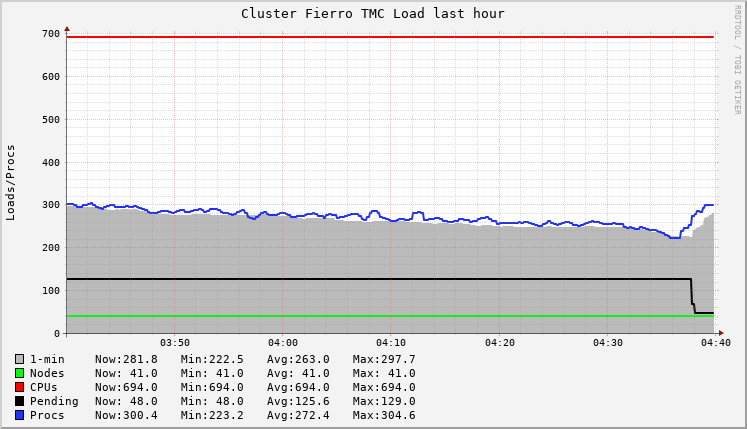 Cluster Fierro TMC Load last hour
RRDTOOL / TOBI OETIKER
Loads/Procs
700
600
500
400
300
200
100
0
03:50 04:00 04:10 04:20 04:30 04:40
1-min Now:281.8 Min:222.5 Avg:263.0 Max:297.7
Nodes Now: 41.0 Min: 41.0 Avg: 41.0 Max: 41.0
CPUs Now:694.0 Min:694.0 Avg:694.0 Max:694.0
Pending Now: 48.0 Min: 48.0 Avg:125.6 Max:129.0
Procs Now:300.4 Min:223.2 Avg:272.4 Max:304.6